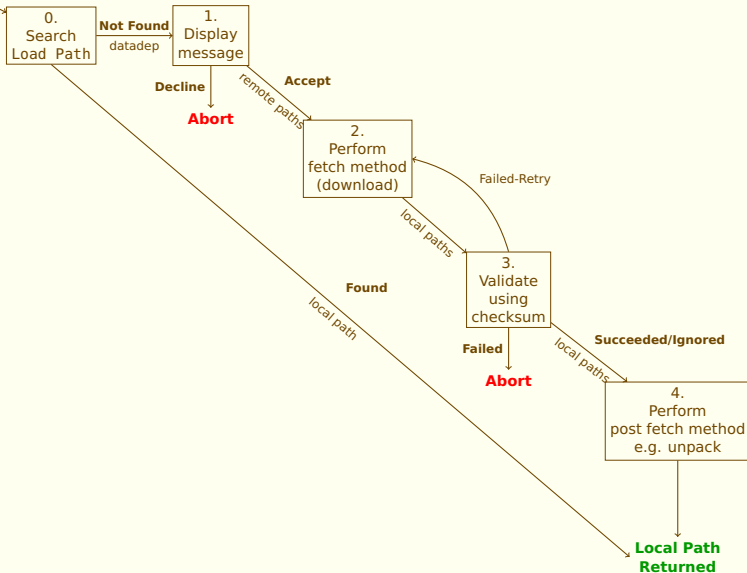 0.
Search
Load Path
Not Found
datadep
1.
Display
message
Decline
Abort
Accept
remote paths
2.
Perform
fetch method
(download)
Failed-Retry
local paths
3.
Validate
using
checksum
Found
local path
Failed
Abort
Succeeded/Ignored
local paths
4.
Perform
post fetch method
e.g. unpack
Local Path
Returned